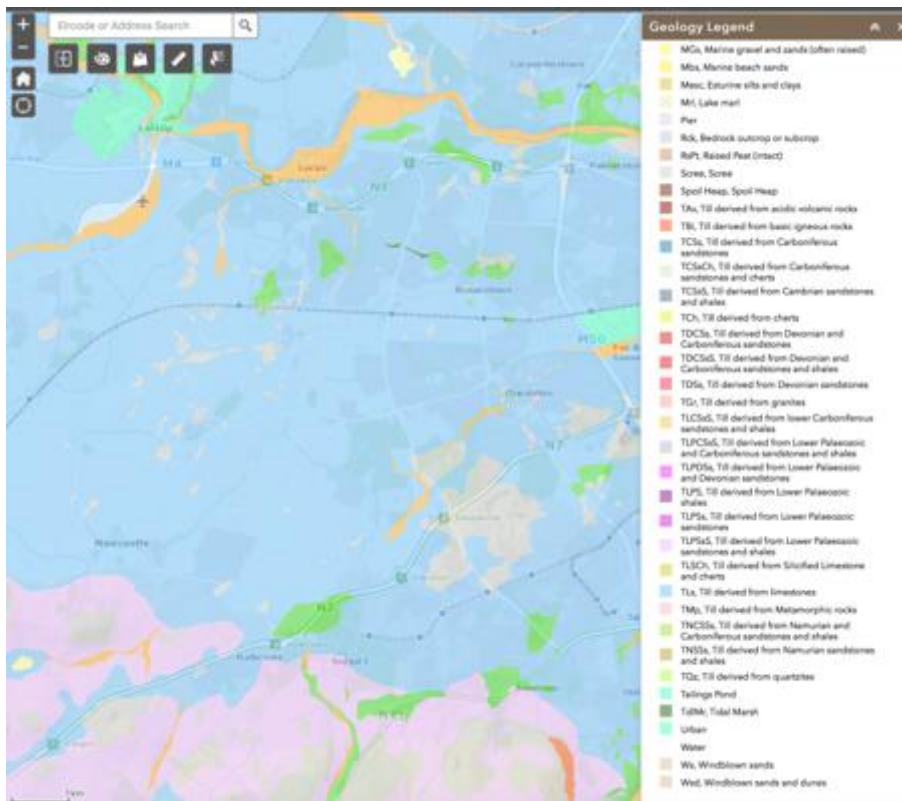 Eircode or Address Search
Geology Legend
MGs, Marine gravel and sands (often raised)
Mbs, Marine beach sands
Mesc, Esturine silts and clays
Mrl, Lake marl
Pier
Rck, Bedrock outcrop or subcrop
RsPt, Raised Peat (intact)
Scree, Scree
Spoil Heap, Spoil Heap
TAv, Till derived from acidic volcanic rocks
TBi, Till derived from basic igneous rocks
TCSs, Till derived from Carboniferous
sandstones
TCSsCh, Till derived from Carboniferous
sandstones and cherts
TCSsS, Till derived from Cambrian sandstones
and shales
TCh, Till derived from cherts
TDCSs, Till derived from Devonian and
Carboniferous sandstones
TDCSsS, Till derived from Devonian and
Carboniferous sandstones and shales
TDSs, Till derived from Devonian sandstones
TGr, Till derived from granites
TLCSsS, Till derived from lower Carboniferous
sandstones and shales
TLPCSsS, Till derived from Lower Palaeozoic
and Carboniferous sandstones and shales
TLPDSs, Till derived from Lower Palaeozoic
and Devonian sandstones
TLPS, Till derived from Lower Palaeozoic
shales
TLPSs, Till derived from Lower Palaeozoic
sandstones
TLPSsS, Till derived from Lower Palaeozoic
sandstones and shales
TLSCh, Till derived from Silicified Limestone
and cherts
TLs, Till derived from limestones
TMp, Till derived from Metamorphic rocks
TNCSSs, Till derived from Namurian and
Carboniferous sandstones and shales
TNSSs, Till derived from Namurian sandstones
and shales
TQz, Till derived from quartzites
Tailings Pond
TidlMr, Tidal Marsh
Urban
Water
Ws, Windblown sands
Wsd, Windblown sands and dunes
Leixlip
M4
Lucan
M50
N7
Newcastle
N7
Rathcoole